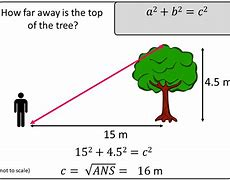 How far away is the top
of the tree?
a² + b² = c²
4.5 m
15 m
15² + 4.5² = c²
not to scale)
c = √ANS = 16 m